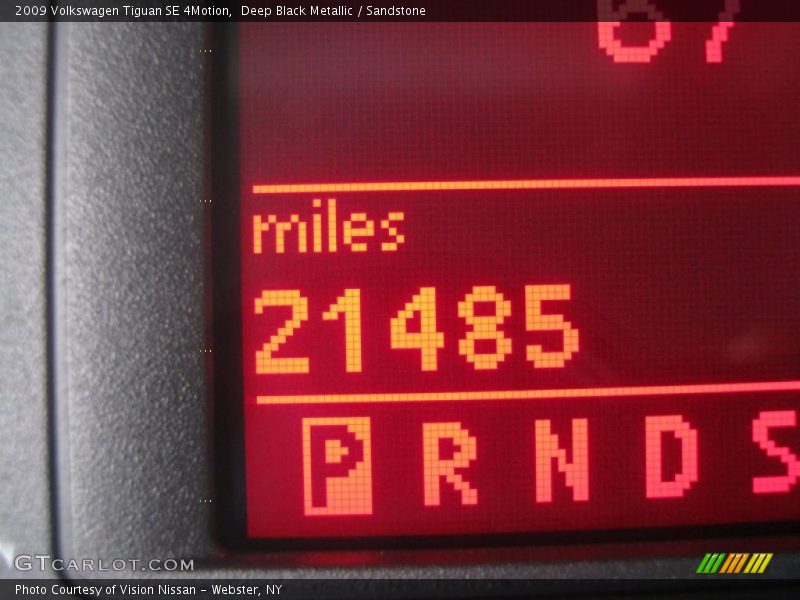 2009 Volkswagen Tiguan SE 4Motion, Deep Black Metallic / Sandstone
67
miles
21485
P R N D S
GTCARLOT.COM
Photo Courtesy of Vision Nissan - Webster, NY